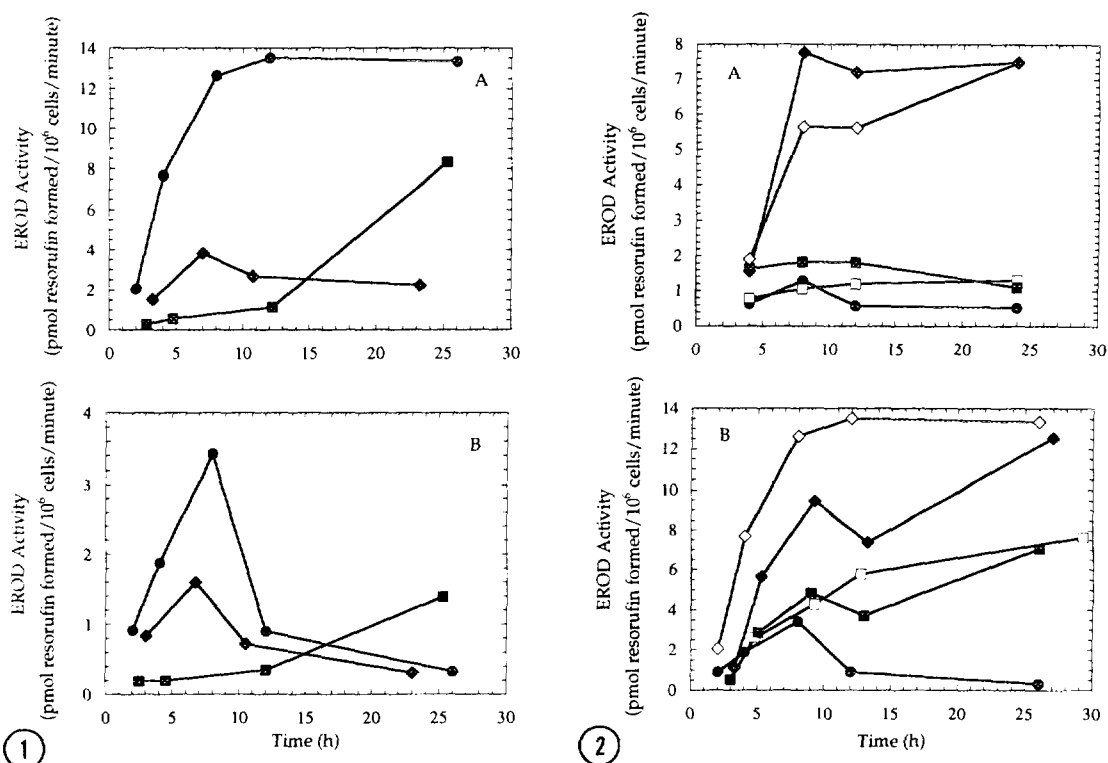 14
12
10
8
6
4
2
0
A
0 5 10 15 20 25 30
EROD Activity
(pmol resorufin formed/10⁶ cells/minute)
4
3
2
1
0
B
0 5 10 15 20 25 30
EROD Activity
(pmol resorufin formed/10⁶ cells/minute)
Time (h)
1
8
7
6
5
4
3
2
1
0
A
0 5 10 15 20 25 30
EROD Activity
(pmol resorufin formed/10⁶ cells/minute)
14
12
10
8
6
4
2
0
B
0 5 10 15 20 25 30
EROD Activity
(pmol resorufin formed/10⁶ cells/minute)
Time (h)
2